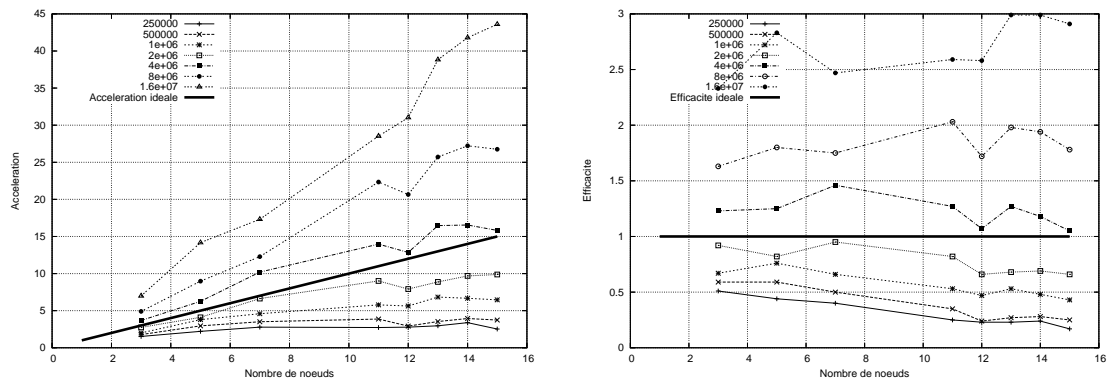 45
40
35
30
25
20
15
10
5
0
0 2 4 6 8 10 12 14 16
Acceleration
Nombre de noeuds
250000
500000
1e+06
2e+06
4e+06
8e+06
1.6e+07
Acceleration ideale
3
2.5
2
1.5
1
0.5
0
0 2 4 6 8 10 12 14 16
Efficacite
Nombre de noeuds
250000
500000
1e+06
2e+06
4e+06
8e+06
1.6e+07
Efficacite ideale